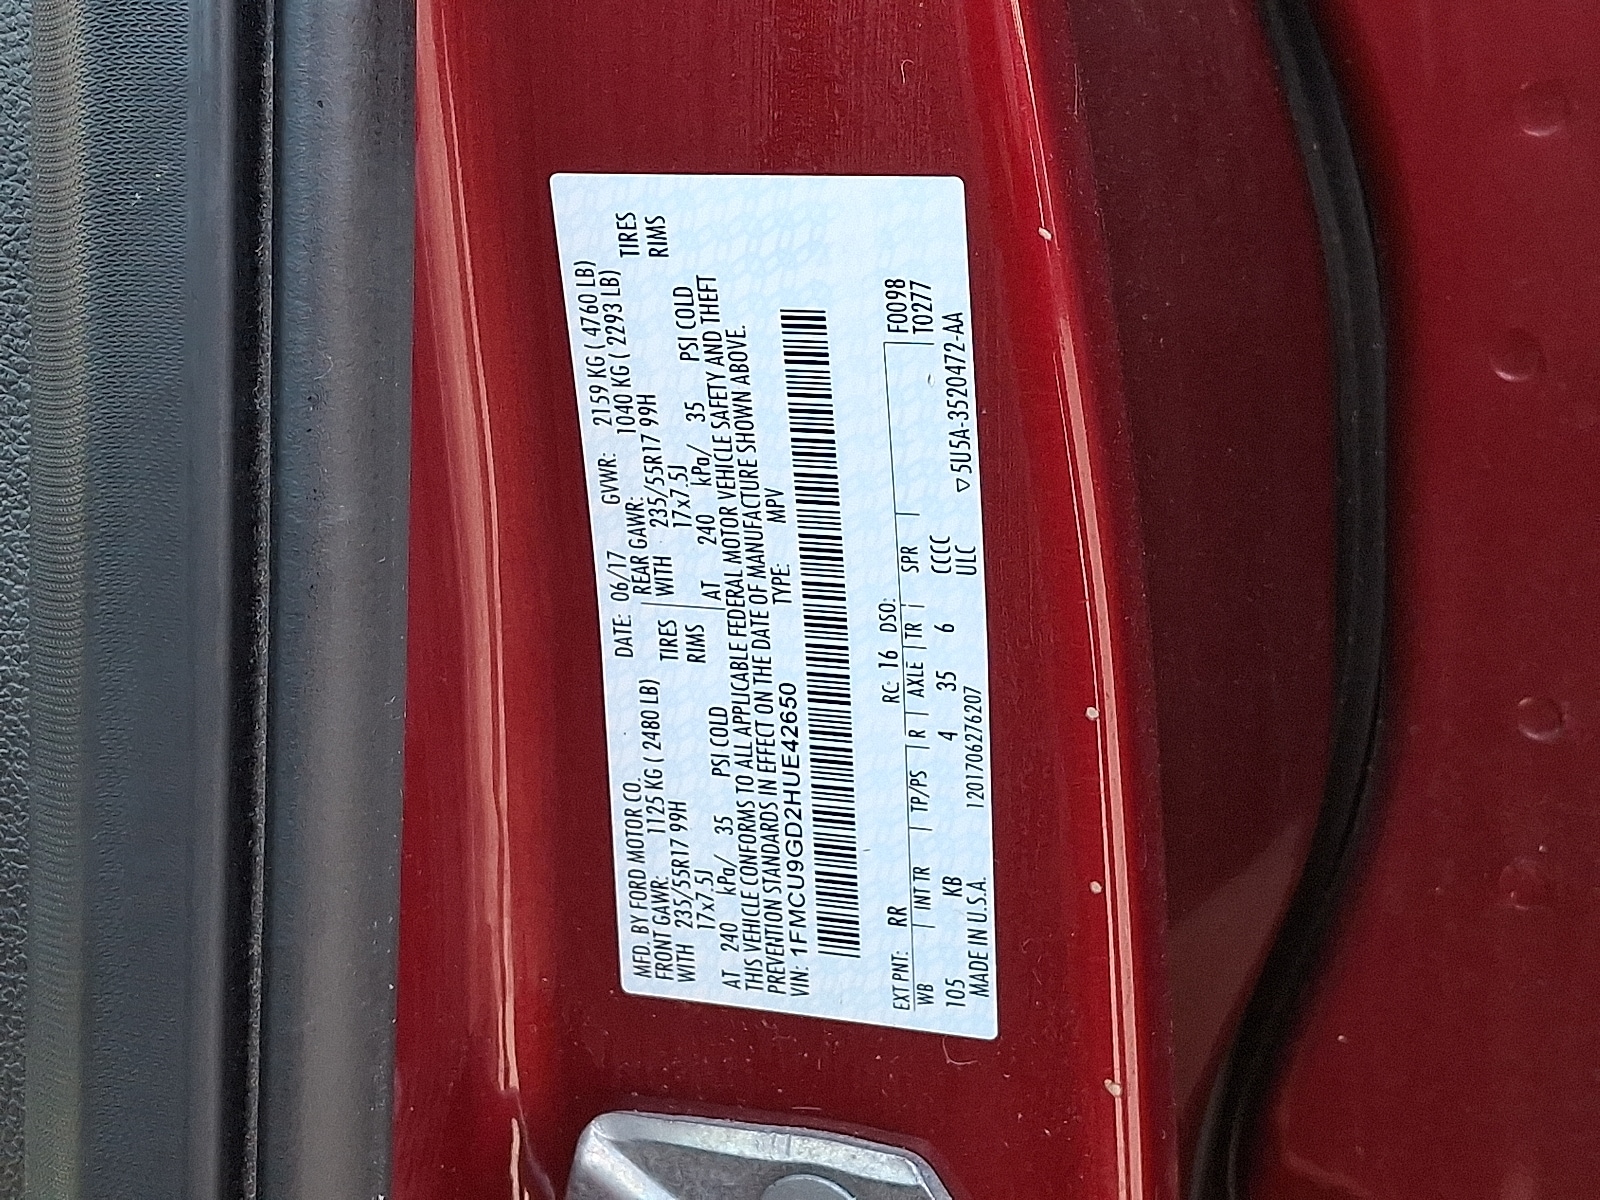 MFD. BY FORD MOTOR CO. DATE: 06/17 GVWR: 2159 KG ( 4760 LB)
FRONT GAWR: 1125 KG ( 2480 LB) REAR GAWR: 1040 KG ( 2293 LB)
WITH 235/55R17 99H TIRES WITH 235/55R17 99H TIRES
17x7.5J RIMS 17x7.5J RIMS
AT 240 kPa/ 35 PSI COLD AT 240 kPa/ 35 PSI COLD
THIS VEHICLE CONFORMS TO ALL APPLICABLE FEDERAL MOTOR VEHICLE SAFETY AND THEFT
PREVENTION STANDARDS IN EFFECT ON THE DATE OF MANUFACTURE SHOWN ABOVE.
VIN: 1FMCU9GD2HUE42650 TYPE: MPV
EXT PNT: RR RC: 16 DSO: F0098
WB INT TR TP/PS R AXLE TR SPR T0277
105 KB 4 35 6 CCCC
MADE IN U.S.A. 1201706276207 ULC ▽5U5A-3520472-AA